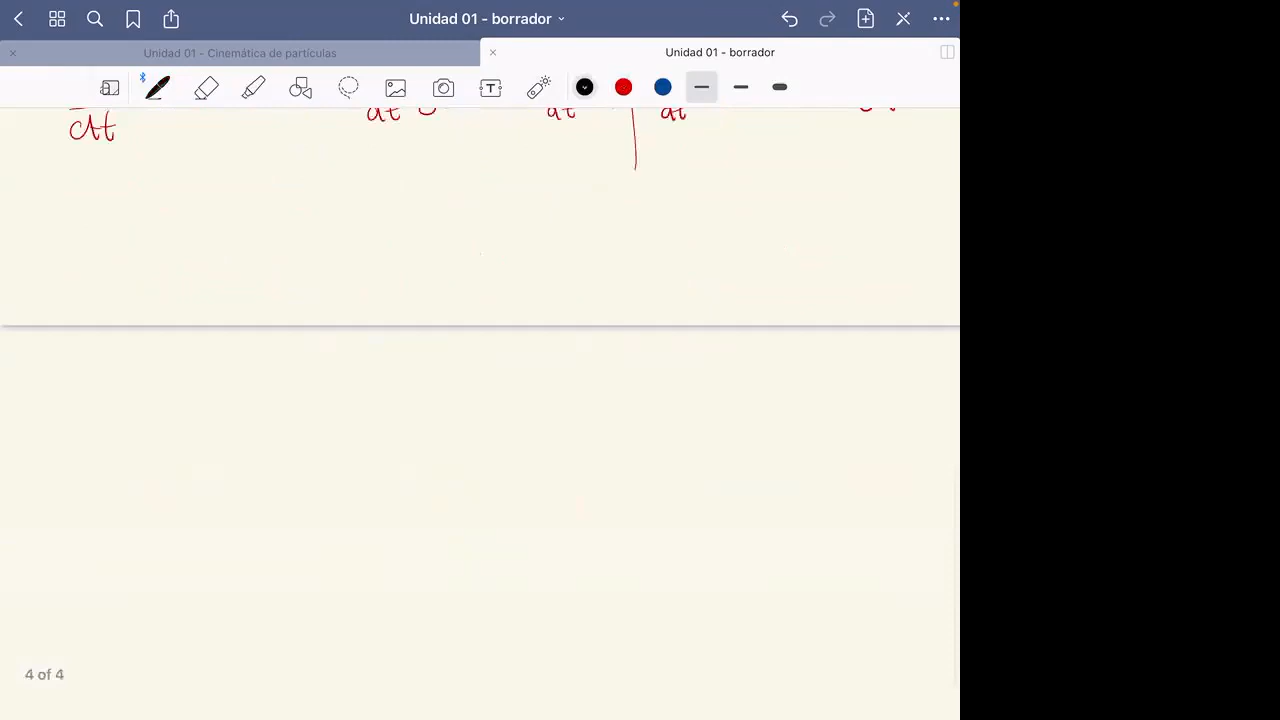 Unidad 01 - borrador
Unidad 01 - Cinemática de partículas
Unidad 01 - borrador
dt dt dt dt
4 of 4